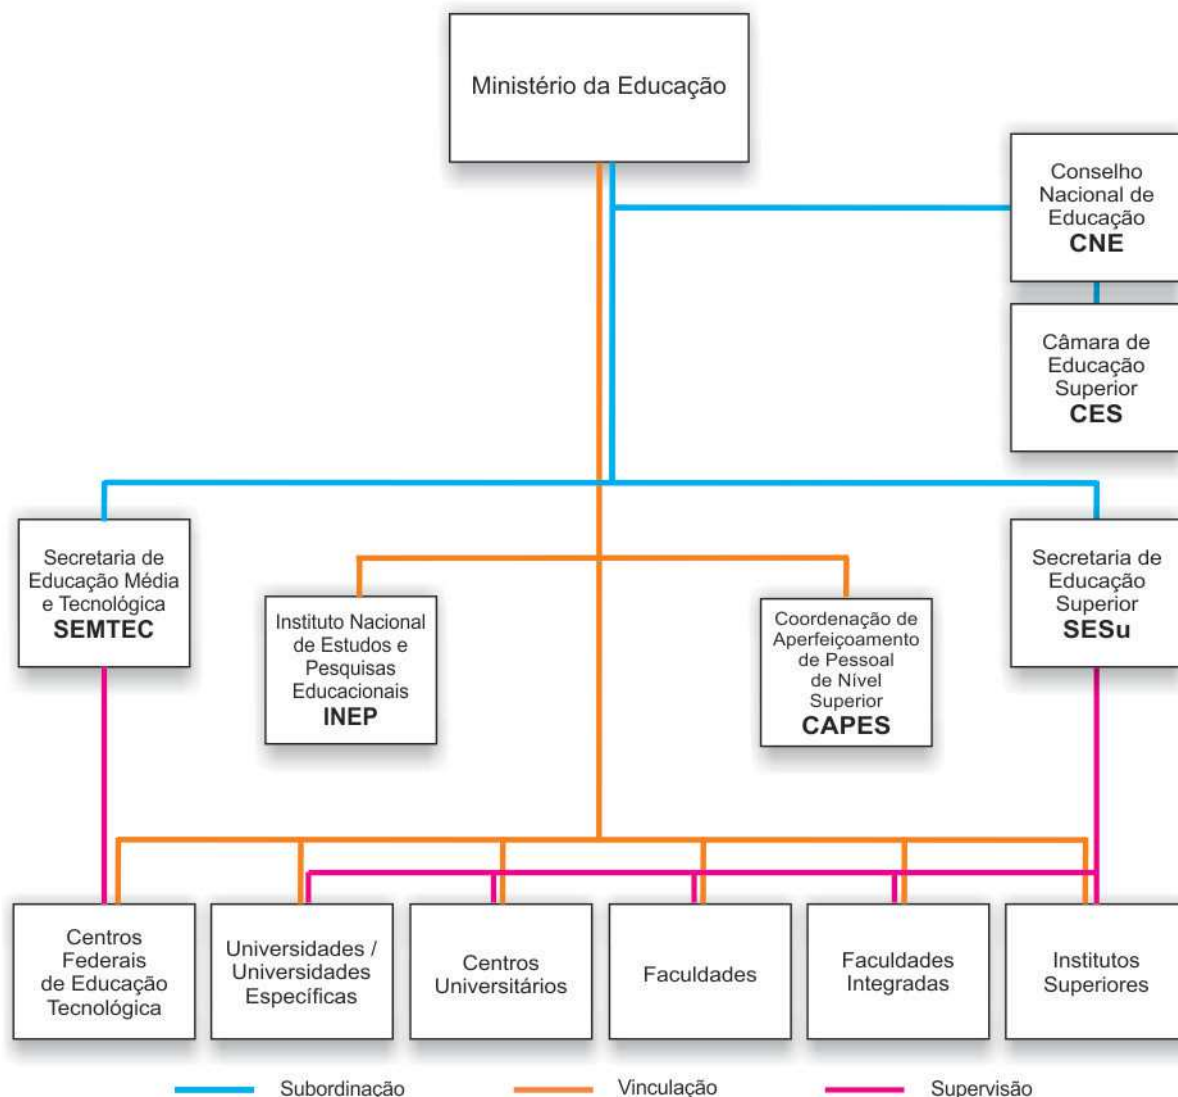 Ministério da Educação
Conselho
Nacional de
Educação
CNE
Câmara de
Educação
Superior
CES
Secretaria de
Educação Média
e Tecnológica
SEMTEC
Instituto Nacional
de Estudos e
Pesquisas
Educacionais
INEP
Coordenação de
Aperfeiçoamento
de Pessoal
de Nível
Superior
CAPES
Secretaria de
Educação
Superior
SESu
Centros
Federais
de Educação
Tecnológica
Universidades /
Universidades
Específicas
Centros
Universitários
Faculdades
Faculdades
Integradas
Institutos
Superiores
Subordinação
Vinculação
Supervisão